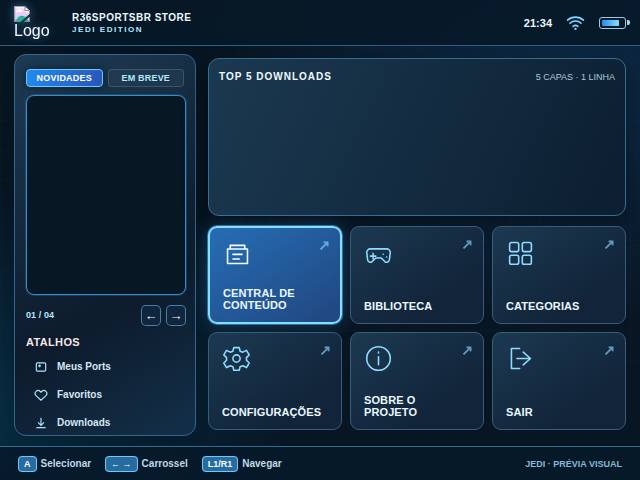 Logo
R36SPORTSBR STORE
JEDI EDITION
21:34
NOVIDADES
EM BREVE
01 / 04
← →
ATALHOS
Meus Ports
Favoritos
Downloads
TOP 5 DOWNLOADS
5 CAPAS · 1 LINHA
CENTRAL DE
CONTEÚDO
BIBLIOTECA
CATEGORIAS
CONFIGURAÇÕES
SOBRE O
PROJETO
SAIR
A Selecionar
← → Carrossel
L1/R1 Navegar
JEDI · PRÉVIA VISUAL